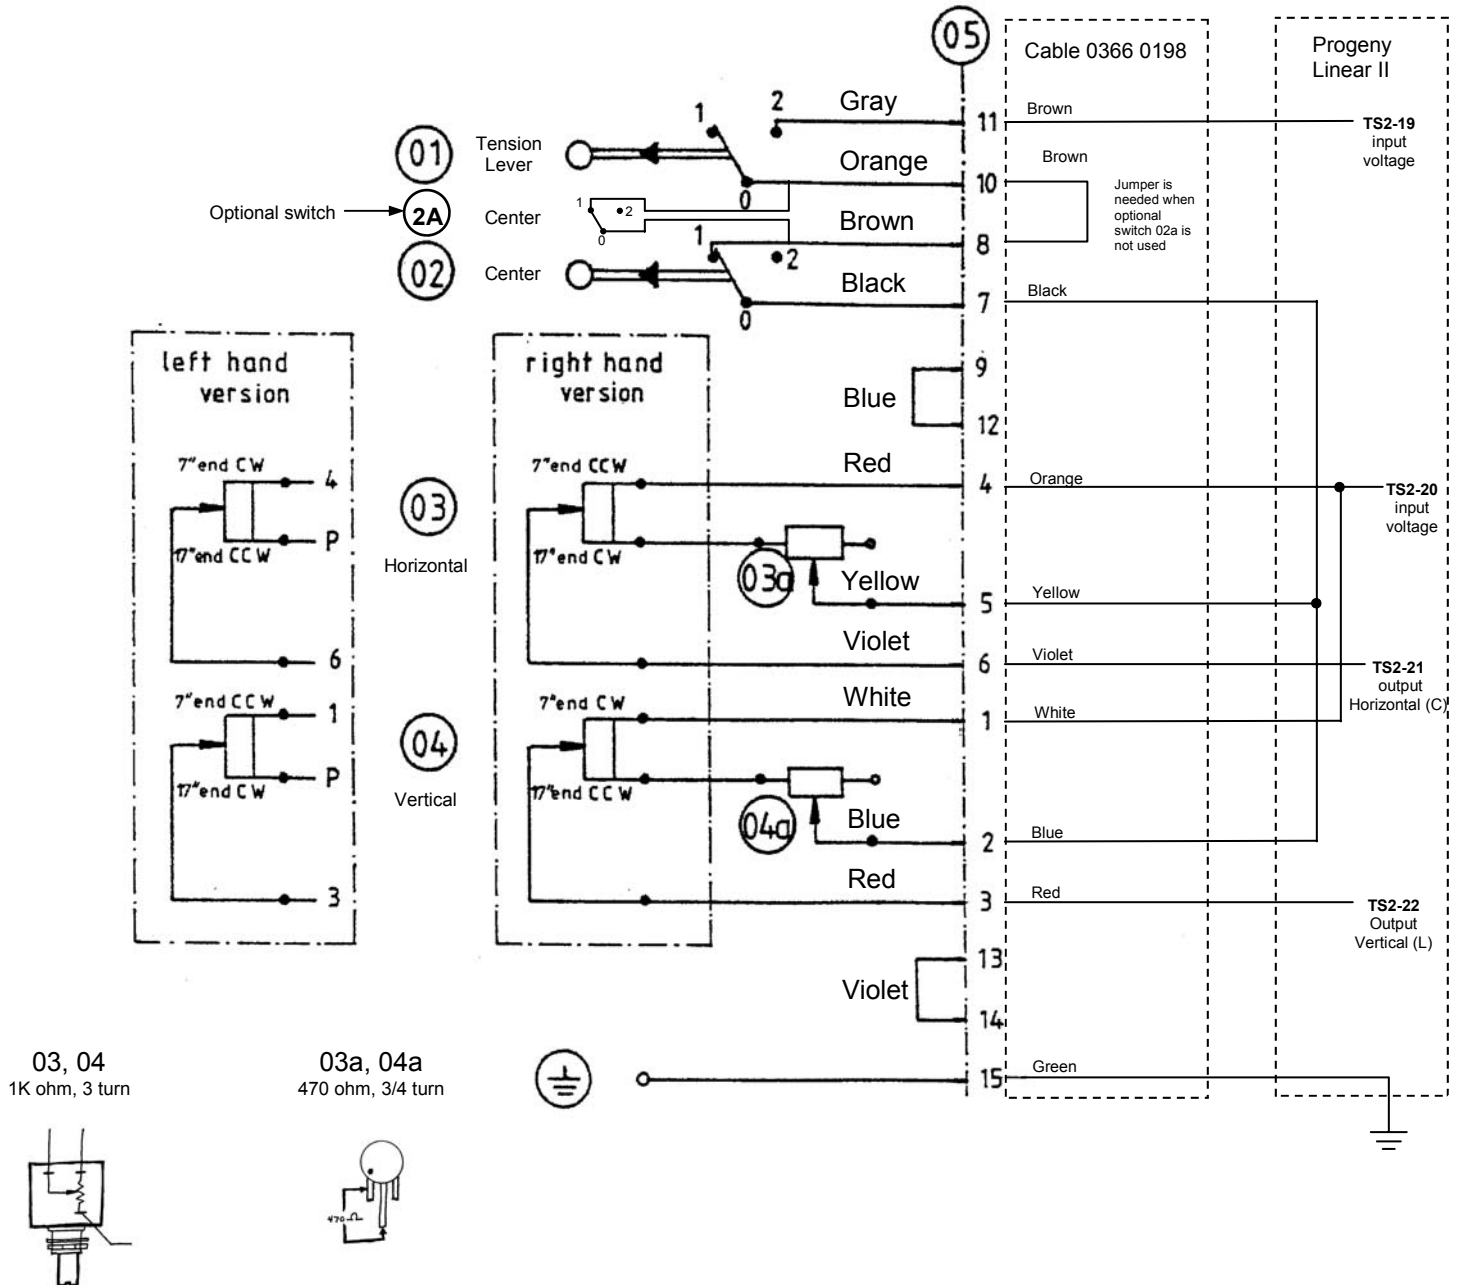 05
Cable 0366 0198
Progeny
Linear II
1
2
Gray
11
Brown
TS2-19
input
voltage
01
Tension
Lever
Orange
10
Brown
0
Jumper is
needed when
optional
switch 02a is
not used
Optional switch
2A
Center
1
2
0
Brown
8
02
Center
1
2
Black
7
Black
0
left hand
version
right hand
version
9
Blue
12
7"end CW
4
03
Horizontal
7"end CCW
Red
4
Orange
TS2-20
input
voltage
17"end CCW
P
17"end CW
03a
Yellow
5
Yellow
6
Violet
6
Violet
TS2-21
output
Horizontal (C)
7"end CCW
1
04
Vertical
7"end CW
White
1
White
17"end CW
P
17"end CCW
04a
Blue
2
Blue
3
Red
3
Red
TS2-22
Output
Vertical (L)
13
Violet
14
03, 04
1K ohm, 3 turn
03a, 04a
470 ohm, 3/4 turn
15
Green
470 Ω